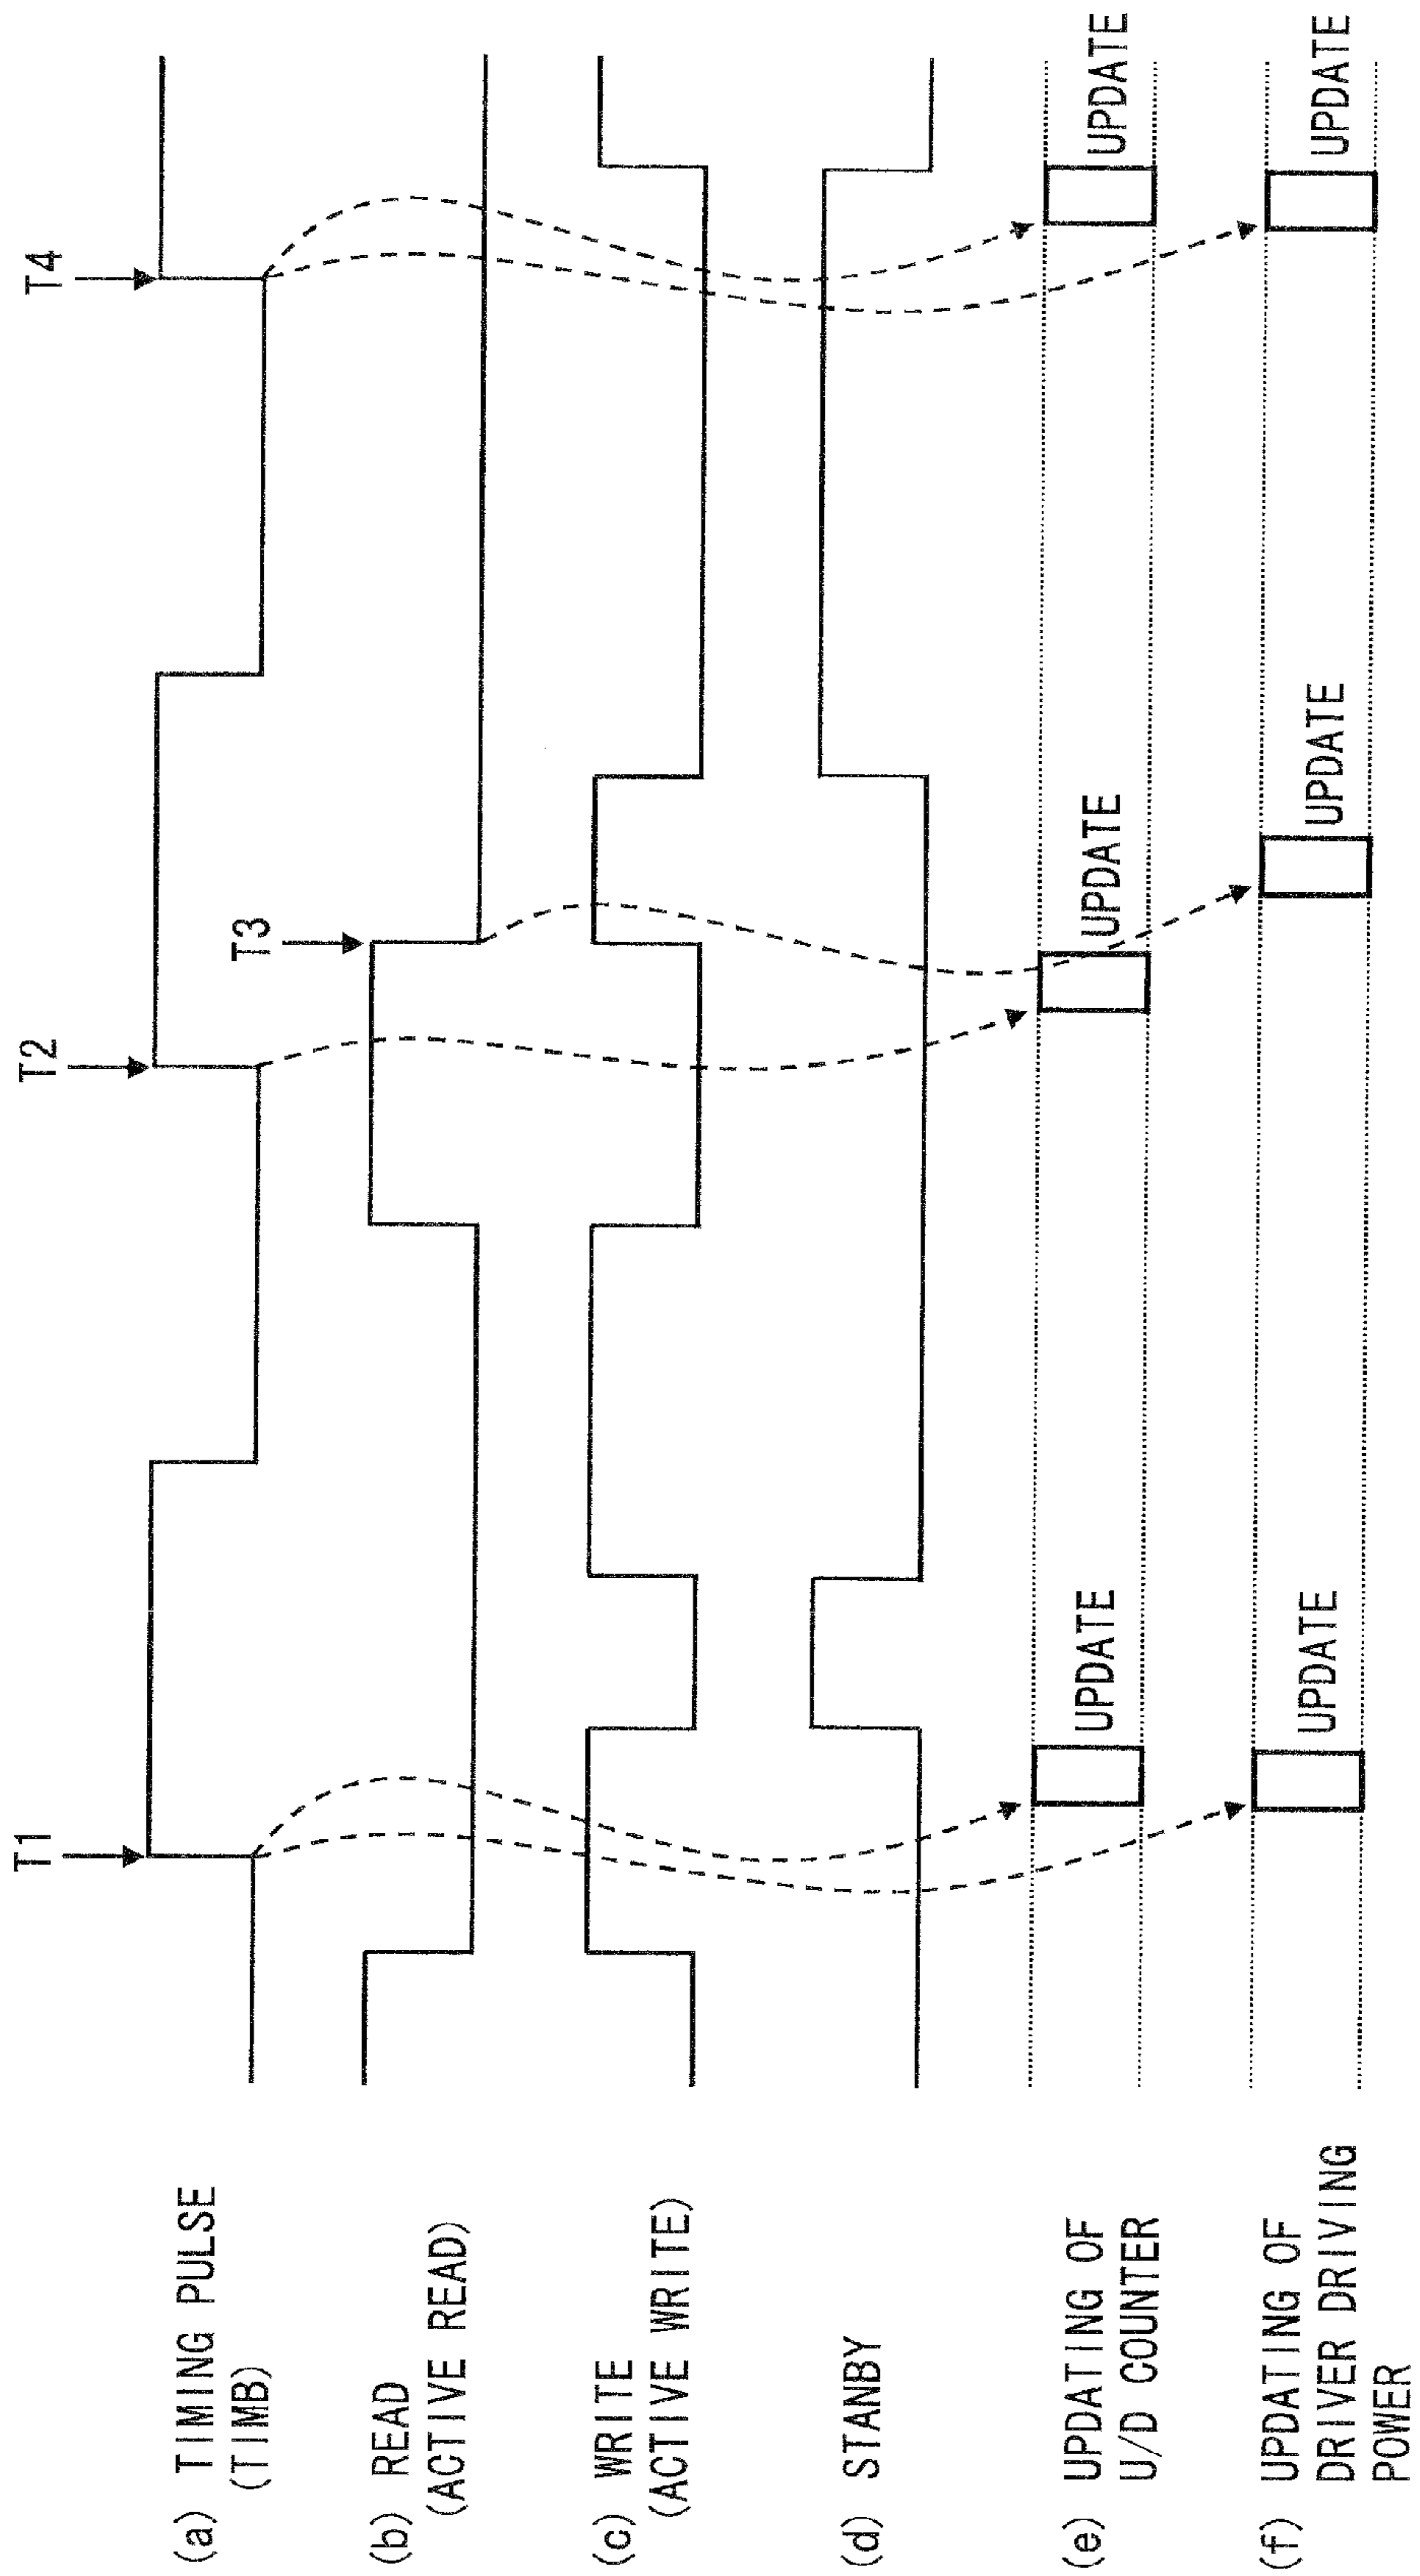 T1
T2
T3
T4
(a) TIMING PULSE
(TIMB)
(b) READ
(ACTIVE READ)
(c) WRITE
(ACTIVE WRITE)
(d) STANBY
(e) UPDATING OF
U/D COUNTER
UPDATE
UPDATE
UPDATE
(f) UPDATING OF
DRIVER DRIVING
POWER
UPDATE
UPDATE
UPDATE